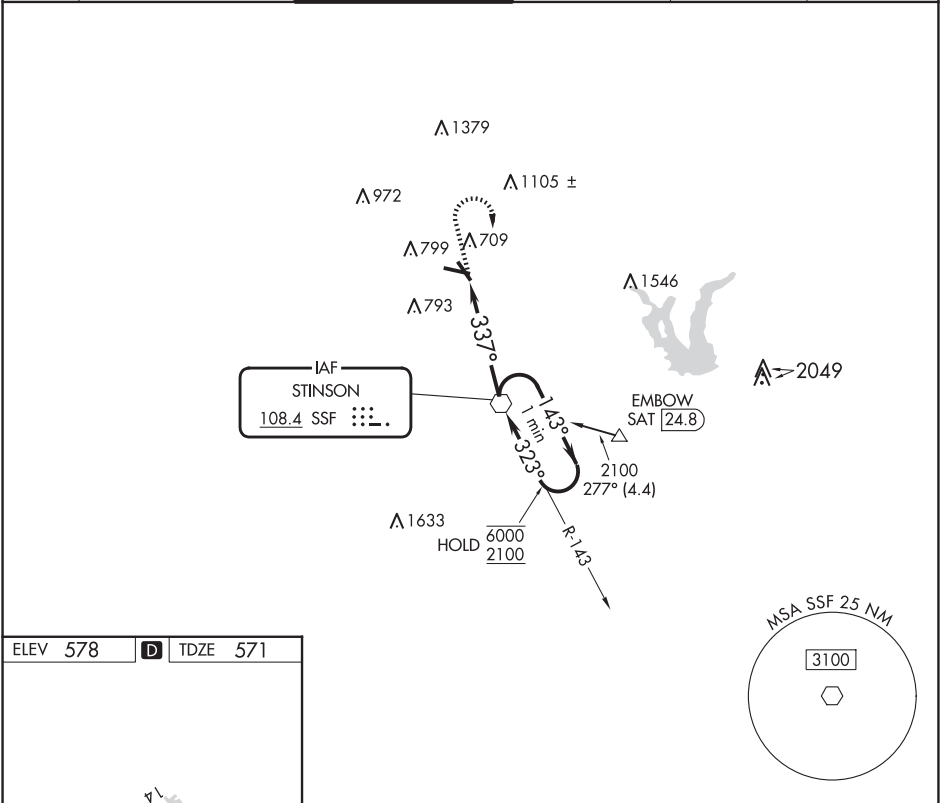 1379
1105 ±
972
799
709
1546
793
337°
2049
IAF
STINSON
108.4 SSF
143°
1 min
323°
EMBOW
SAT 24.8
2100
277° (4.4)
1633
HOLD 6000
2100
R-143
MSA SSF 25 NM
3100
ELEV 578 D TDZE 571
14